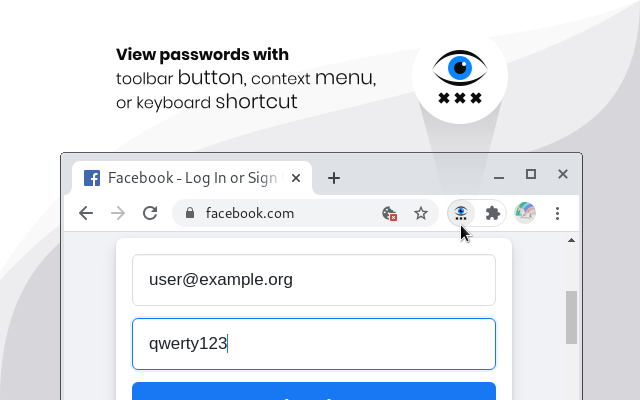 View passwords with
toolbar button, context menu,
or keyboard shortcut
Facebook - Log In or Sign
facebook.com
user@example.org
qwerty123